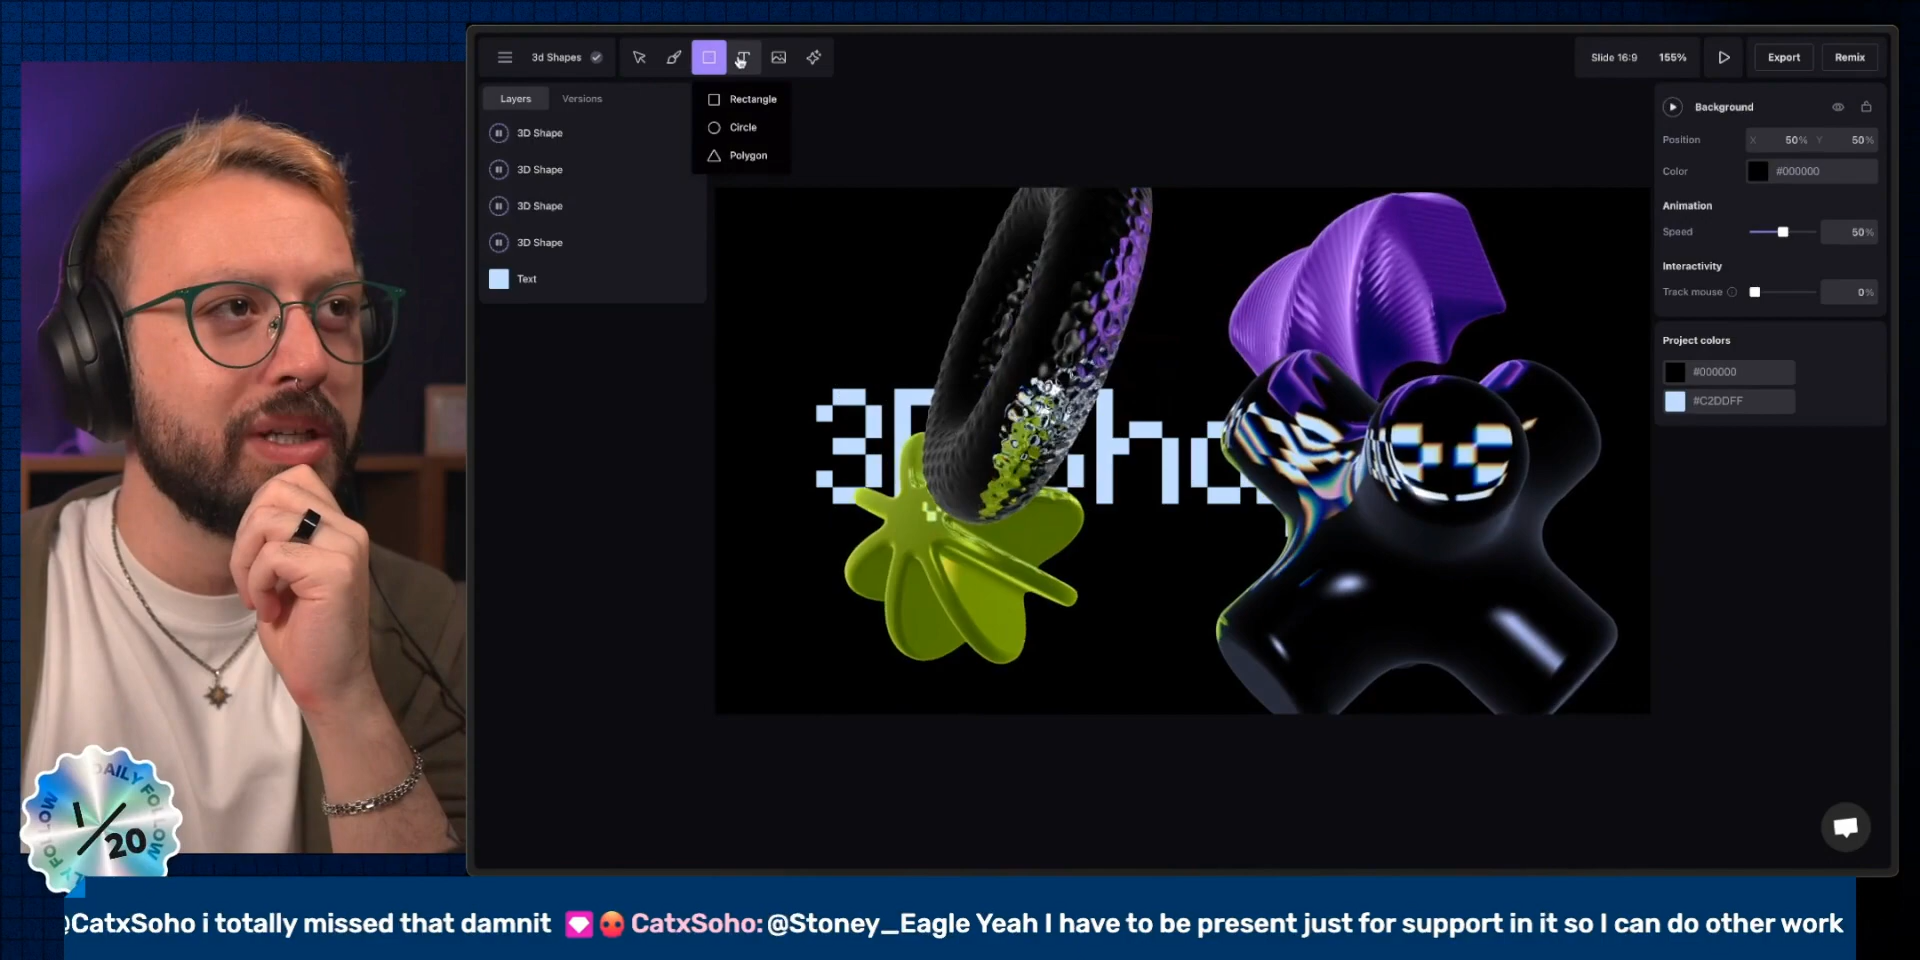 3d Shapes
Slide 16:9
155%
Export
Remix
Layers
Versions
3D Shape
3D Shape
3D Shape
3D Shape
Text
Rectangle
Circle
Polygon
Background
Position
X 50% Y 50%
Color
#000000
Animation
Speed
50%
Interactivity
Track mouse
0%
Project colors
#000000
#C2DDFF
DAILY FOLLOW
1/20
@CatxSoho i totally missed that damnit CatxSoho: @Stoney_Eagle Yeah I have to be present just for support in it so I can do other work